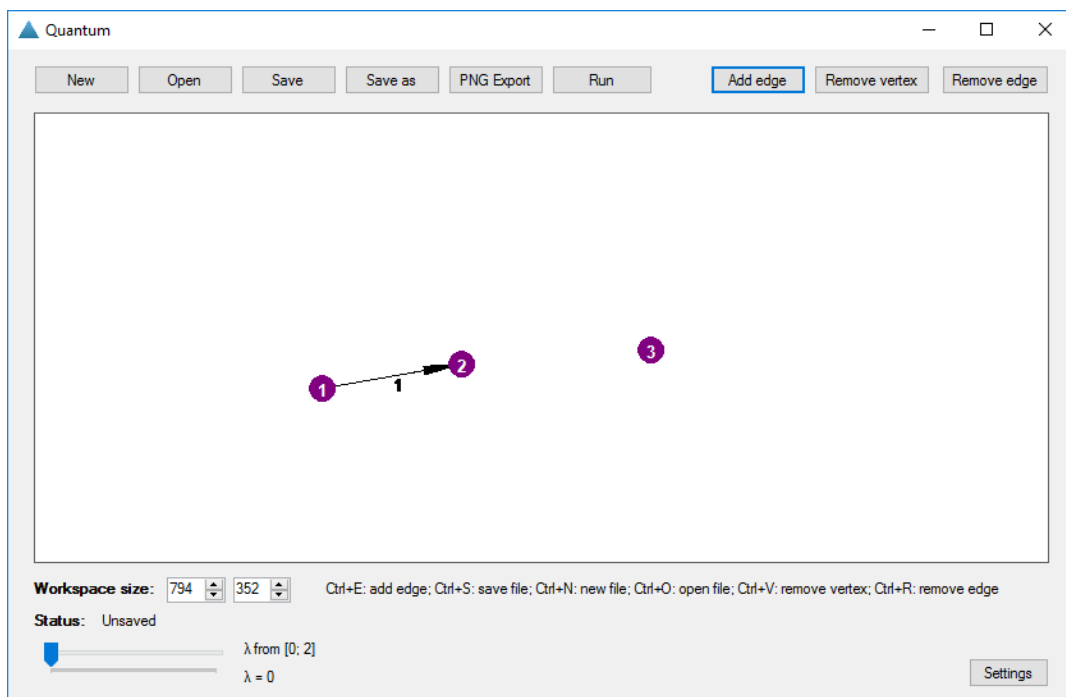 Quantum
New Open Save Save as PNG Export Run Add edge Remove vertex Remove edge
3
2
1
1
Workspace size: 794 352 Ctrl+E: add edge; Ctrl+S: save file; Ctrl+N: new file; Ctrl+O: open file; Ctrl+V: remove vertex; Ctrl+R: remove edge
Status: Unsaved
λ from [0; 2]
λ = 0
Settings